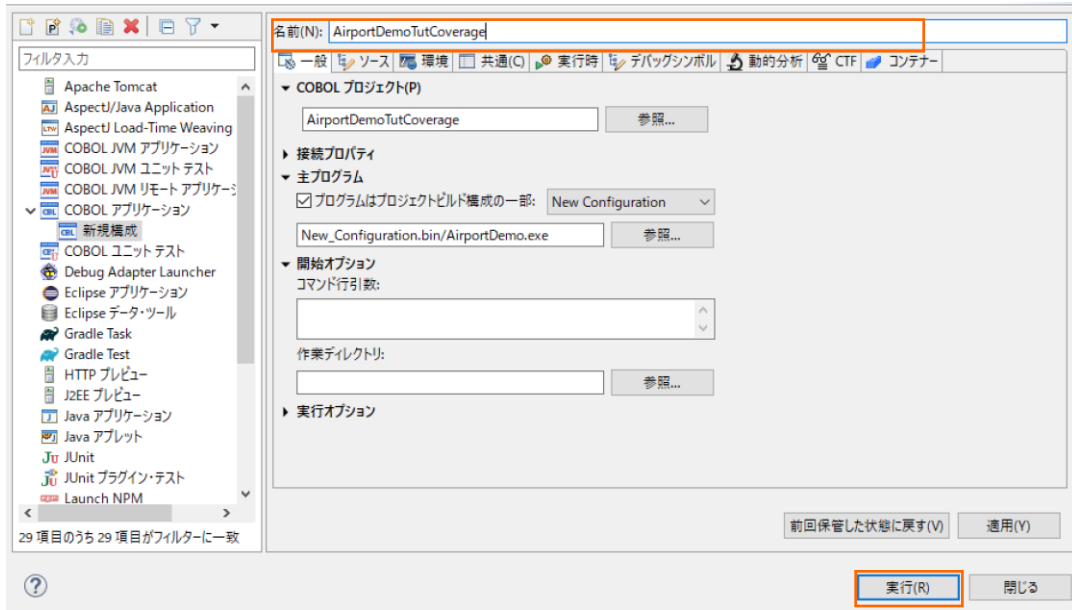 フィルタ入力
Apache Tomcat
AspectJ/Java Application
AspectJ Load-Time Weaving
COBOL JVM アプリケーション
COBOL JVM ユニット テスト
COBOL JVM リモート アプリケーシ
COBOL アプリケーション
新規構成
COBOL ユニット テスト
Debug Adapter Launcher
Eclipse アプリケーション
Eclipse データ・ツール
Gradle Task
Gradle Test
HTTP プレビュー
J2EE プレビュー
Java アプリケーション
Java アプレット
JUnit
JUnit プラグイン・テスト
Launch NPM
29 項目のうち 29 項目がフィルターに一致
名前(N): AirportDemoTutCoverage
一般 ソース 環境 共通(C) 実行時 デバッグシンボル 動的分析 CTF コンテナー
COBOL プロジェクト(P)
AirportDemoTutCoverage 参照...
接続プロパティ
主プログラム
プログラムはプロジェクトビルド構成の一部: New Configuration
New_Configuration.bin/AirportDemo.exe 参照...
開始オプション
コマンド行引数:
作業ディレクトリ:
参照...
実行オプション
前回保管した状態に戻す(V) 適用(Y)
実行(R) 閉じる